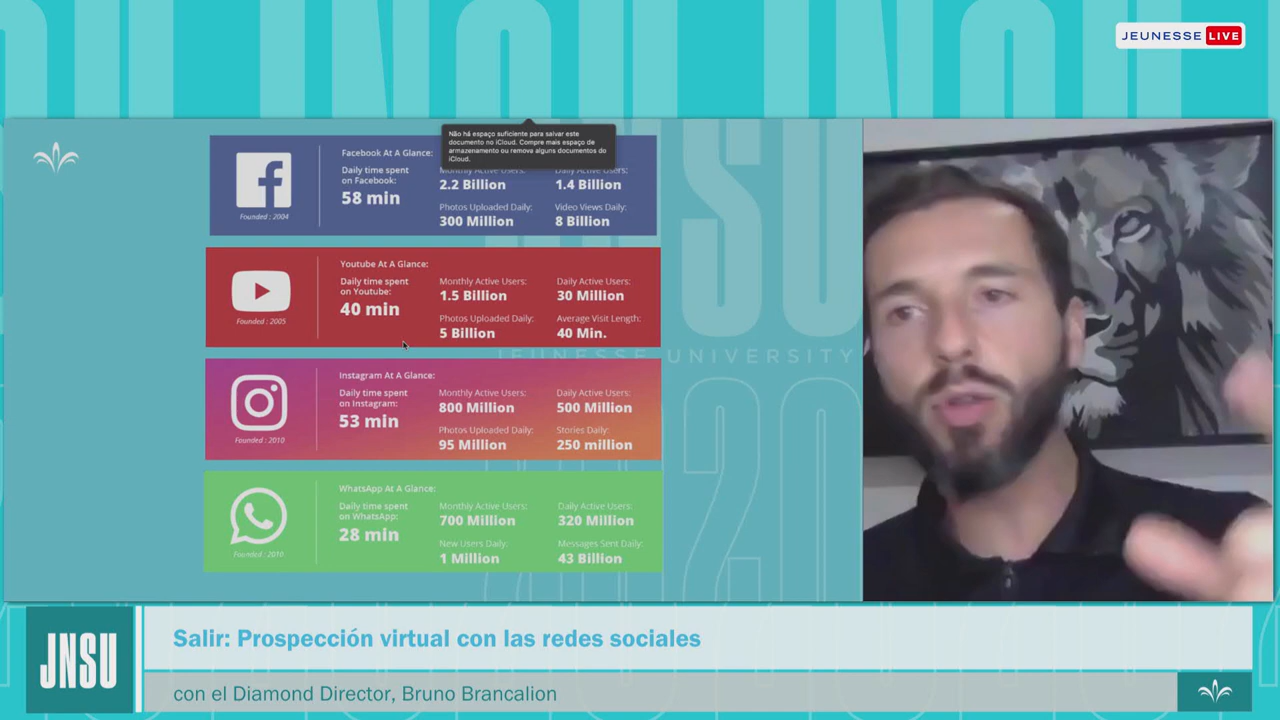 JEUNESSE LIVE
Não há espaço suficiente para salvar este
documento no iCloud. Compre mais espaço de
armazenamento ou remova alguns documentos do
iCloud.
Facebook At A Glance:
Daily time spent
on Facebook:
58 min
Founded : 2004
Monthly Active Users:
2.2 Billion
Daily Active Users:
1.4 Billion
Photos Uploaded Daily:
300 Million
Video Views Daily:
8 Billion
Youtube At A Glance:
Daily time spent
on Youtube:
40 min
Founded : 2005
Monthly Active Users:
1.5 Billion
Daily Active Users:
30 Million
Photos Uploaded Daily:
5 Billion
Average Visit Length:
40 Min.
Instagram At A Glance:
Daily time spent
on Instagram:
53 min
Founded : 2010
Monthly Active Users:
800 Million
Daily Active Users:
500 Million
Photos Uploaded Daily:
95 Million
Stories Daily:
250 million
WhatsApp At A Glance:
Daily time spent
on WhatsApp:
28 min
Founded : 2010
Monthly Active Users:
700 Million
Daily Active Users:
320 Million
New Users Daily:
1 Million
Messages Sent Daily:
43 Billion
JEUNESSE UNIVERSITY
JNSU
Salir: Prospección virtual con las redes sociales
con el Diamond Director, Bruno Brancalion